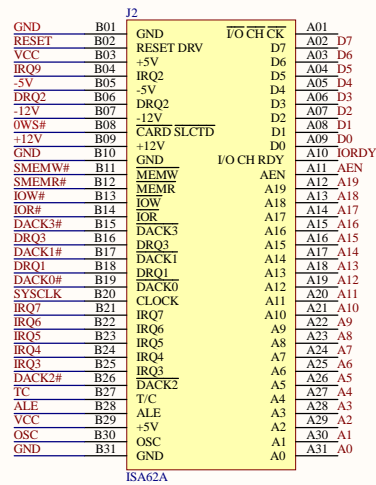 J2
GND B01 GND I/O CH CK A01
RESET B02 RESET DRV D7 A02 D7
VCC B03 +5V D6 A03 D6
IRQ9 B04 IRQ2 D5 A04 D5
-5V B05 -5V D4 A05 D4
DRQ2 B06 DRQ2 D3 A06 D3
-12V B07 -12V D2 A07 D2
0WS# B08 CARD SLCTD D1 A08 D1
+12V B09 +12V D0 A09 D0
GND B10 GND I/O CH RDY A10 IORDY
SMEMW# B11 MEMW AEN A11 AEN
SMEMR# B12 MEMR A19 A12 A19
IOW# B13 IOW A18 A13 A18
IOR# B14 IOR A17 A14 A17
DACK3# B15 DACK3 A16 A15 A16
DRQ3 B16 DRQ3 A15 A16 A15
DACK1# B17 DACK1 A14 A17 A14
DRQ1 B18 DRQ1 A13 A18 A13
DACK0# B19 DACK0 A12 A19 A12
SYSCLK B20 CLOCK A11 A20 A11
IRQ7 B21 IRQ7 A10 A21 A10
IRQ6 B22 IRQ6 A9 A22 A9
IRQ5 B23 IRQ5 A8 A23 A8
IRQ4 B24 IRQ4 A7 A24 A7
IRQ3 B25 IRQ3 A6 A25 A6
DACK2# B26 DACK2 A5 A26 A5
TC B27 T/C A4 A27 A4
ALE B28 ALE A3 A28 A3
VCC B29 +5V A2 A29 A2
OSC B30 OSC A1 A30 A1
GND B31 GND A0 A31 A0
ISA62A